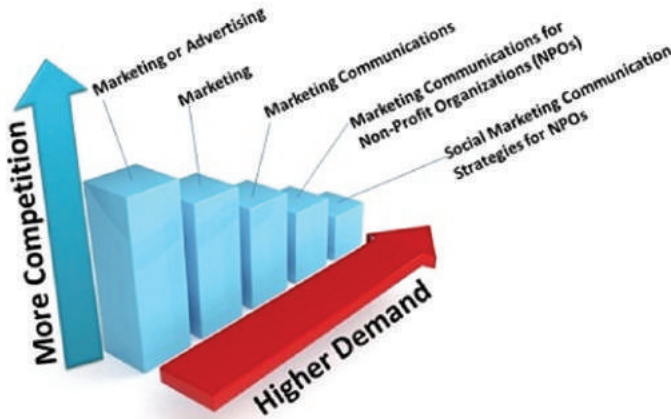 Marketing or Advertising
Marketing
Marketing Communications
Marketing Communications for
Non-Profit Organizations (NPOs)
Social Marketing Communication
Strategies for NPOs
More Competition
Higher Demand